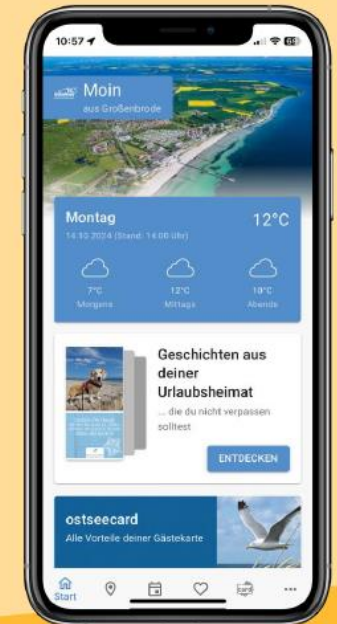 10:57
Moin
aus Großenbrode
Montag
12°C
14.10.2024 (Stand: 14:00 Uhr)
7°C
12°C
10°C
Morgens
Mittags
Abends
Geschichten aus
deiner
Urlaubsheimat
... die du nicht verpassen
solltest
ENTDECKEN
ostseecard
Alle Vorteile deiner Gästekarte
Start
card